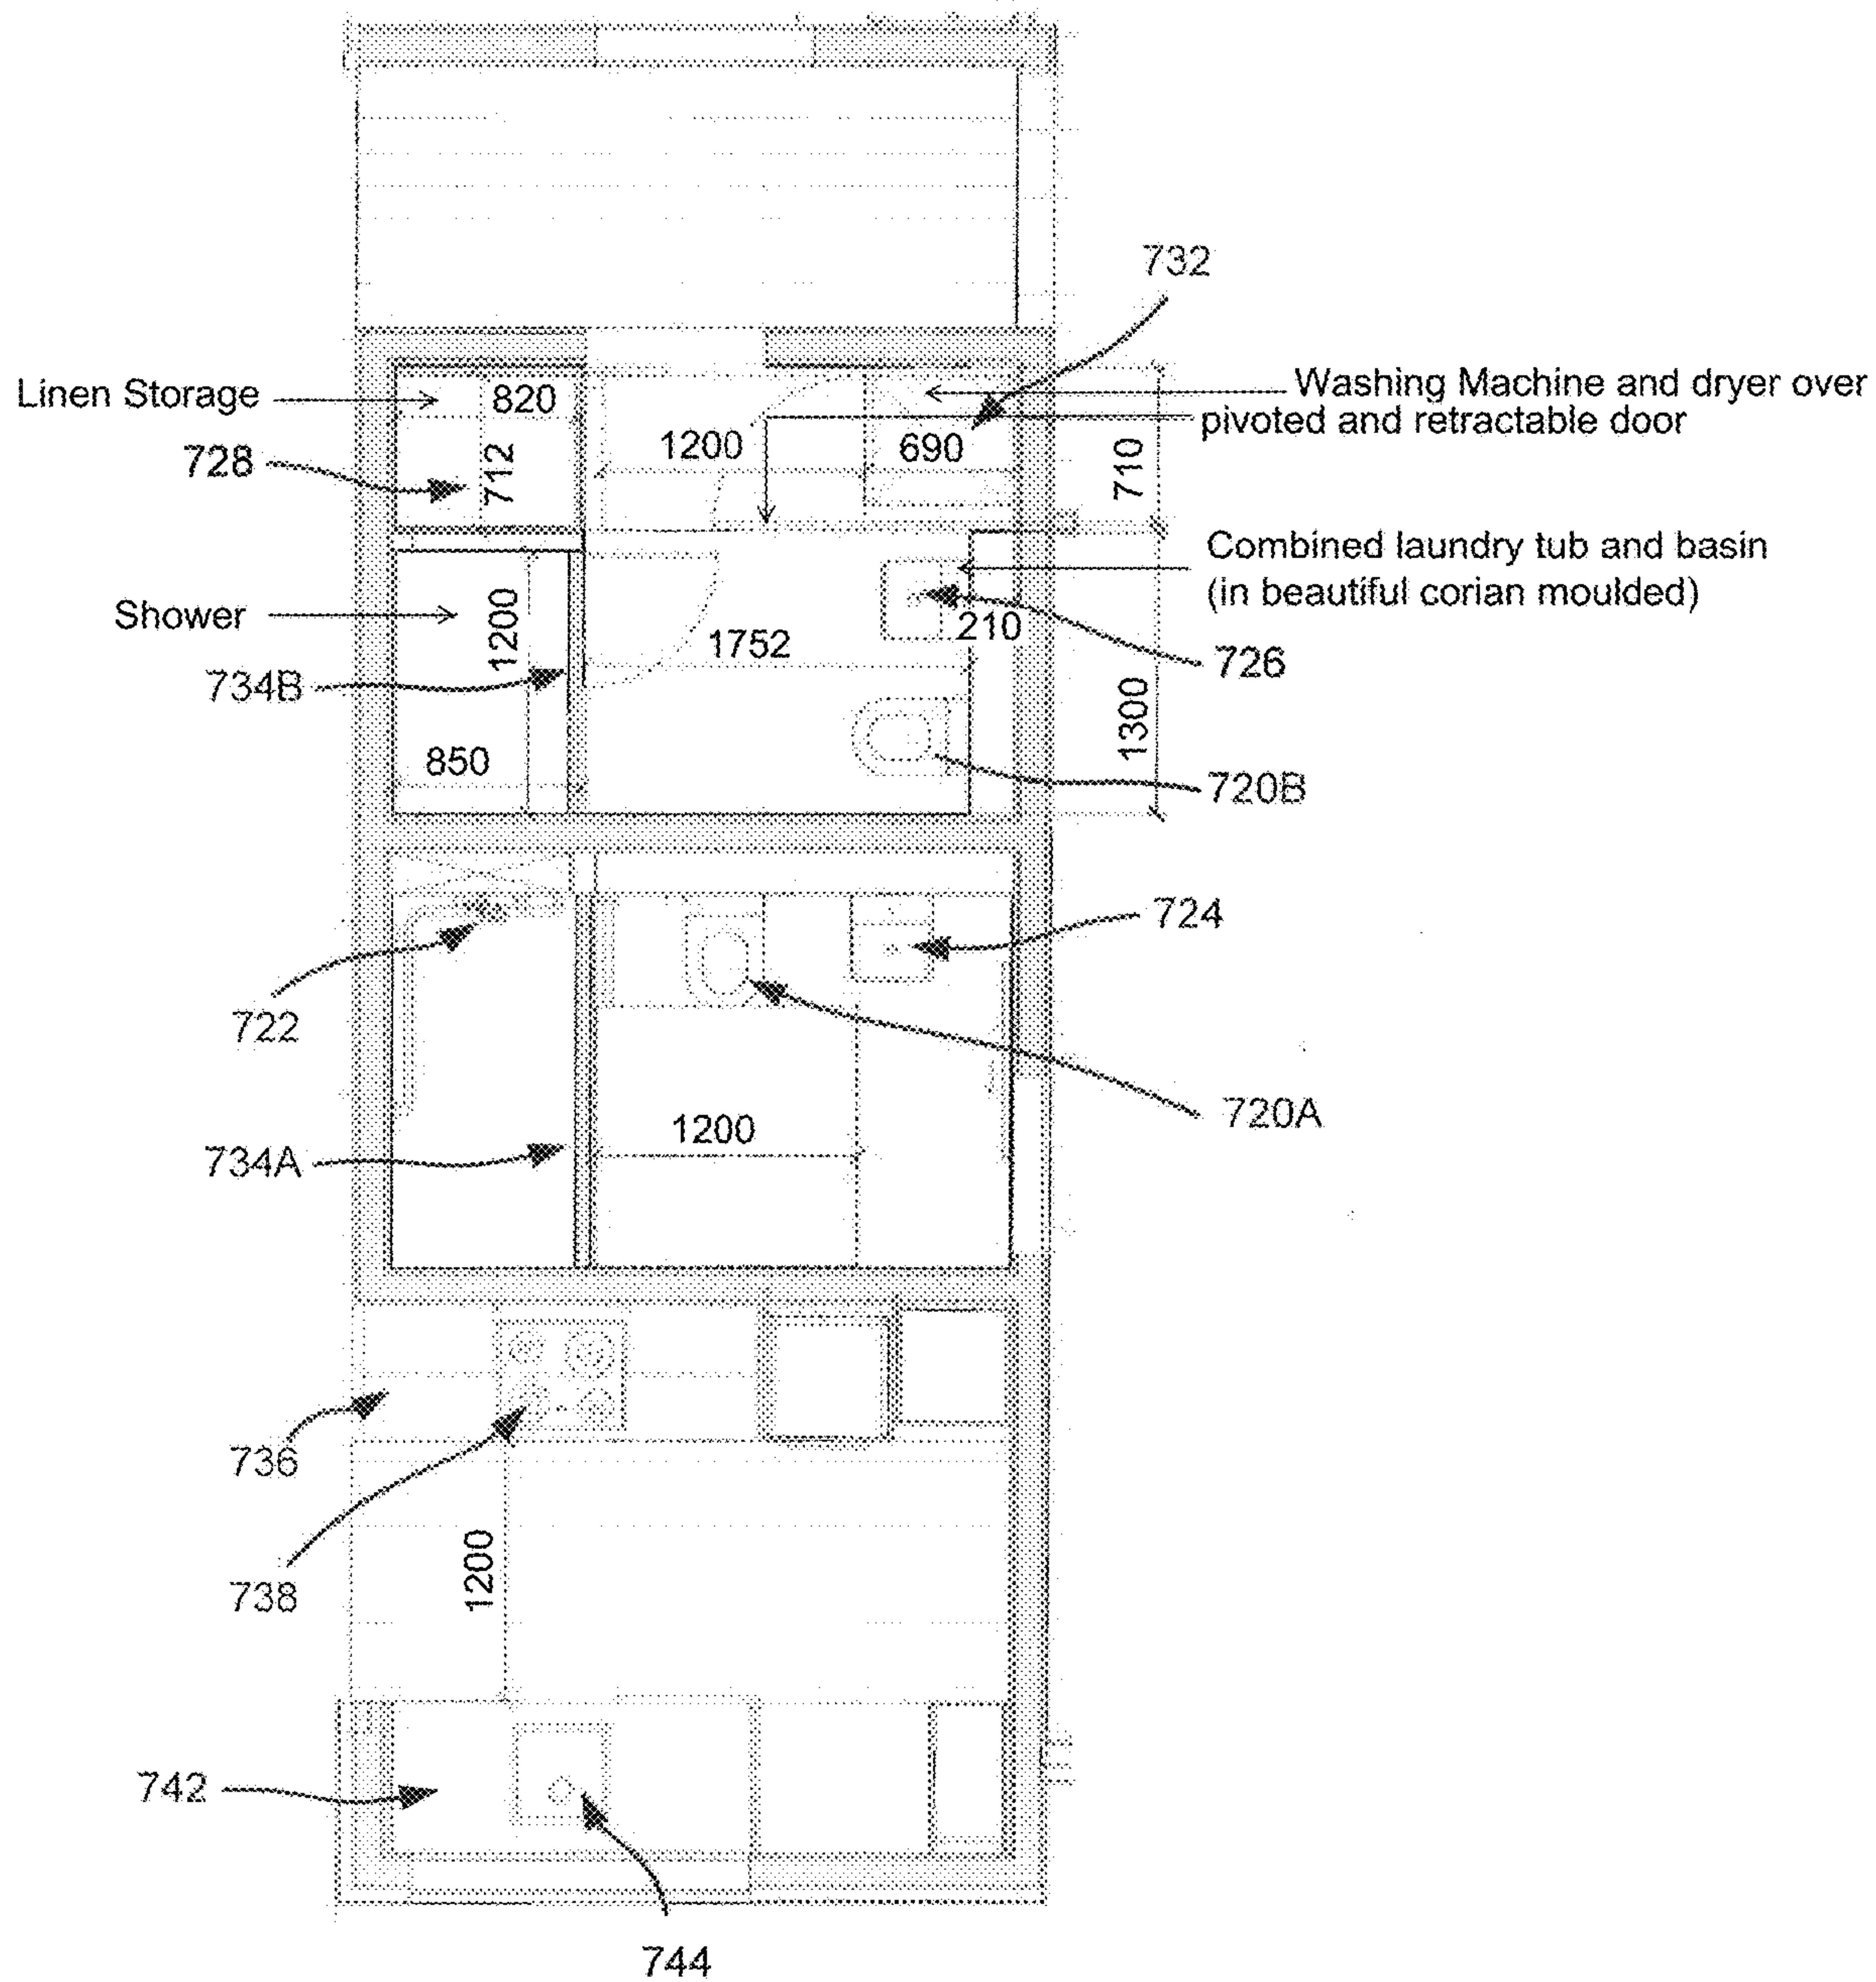 732
Linen Storage
820
Washing Machine and dryer over
pivoted and retractable door
1200
690
728
712
710
Combined laundry tub and basin
(in beautiful corian moulded)
Shower
1200
210
1752
726
734B
1300
850
720B
724
722
720A
1200
734A
736
1200
738
742
744